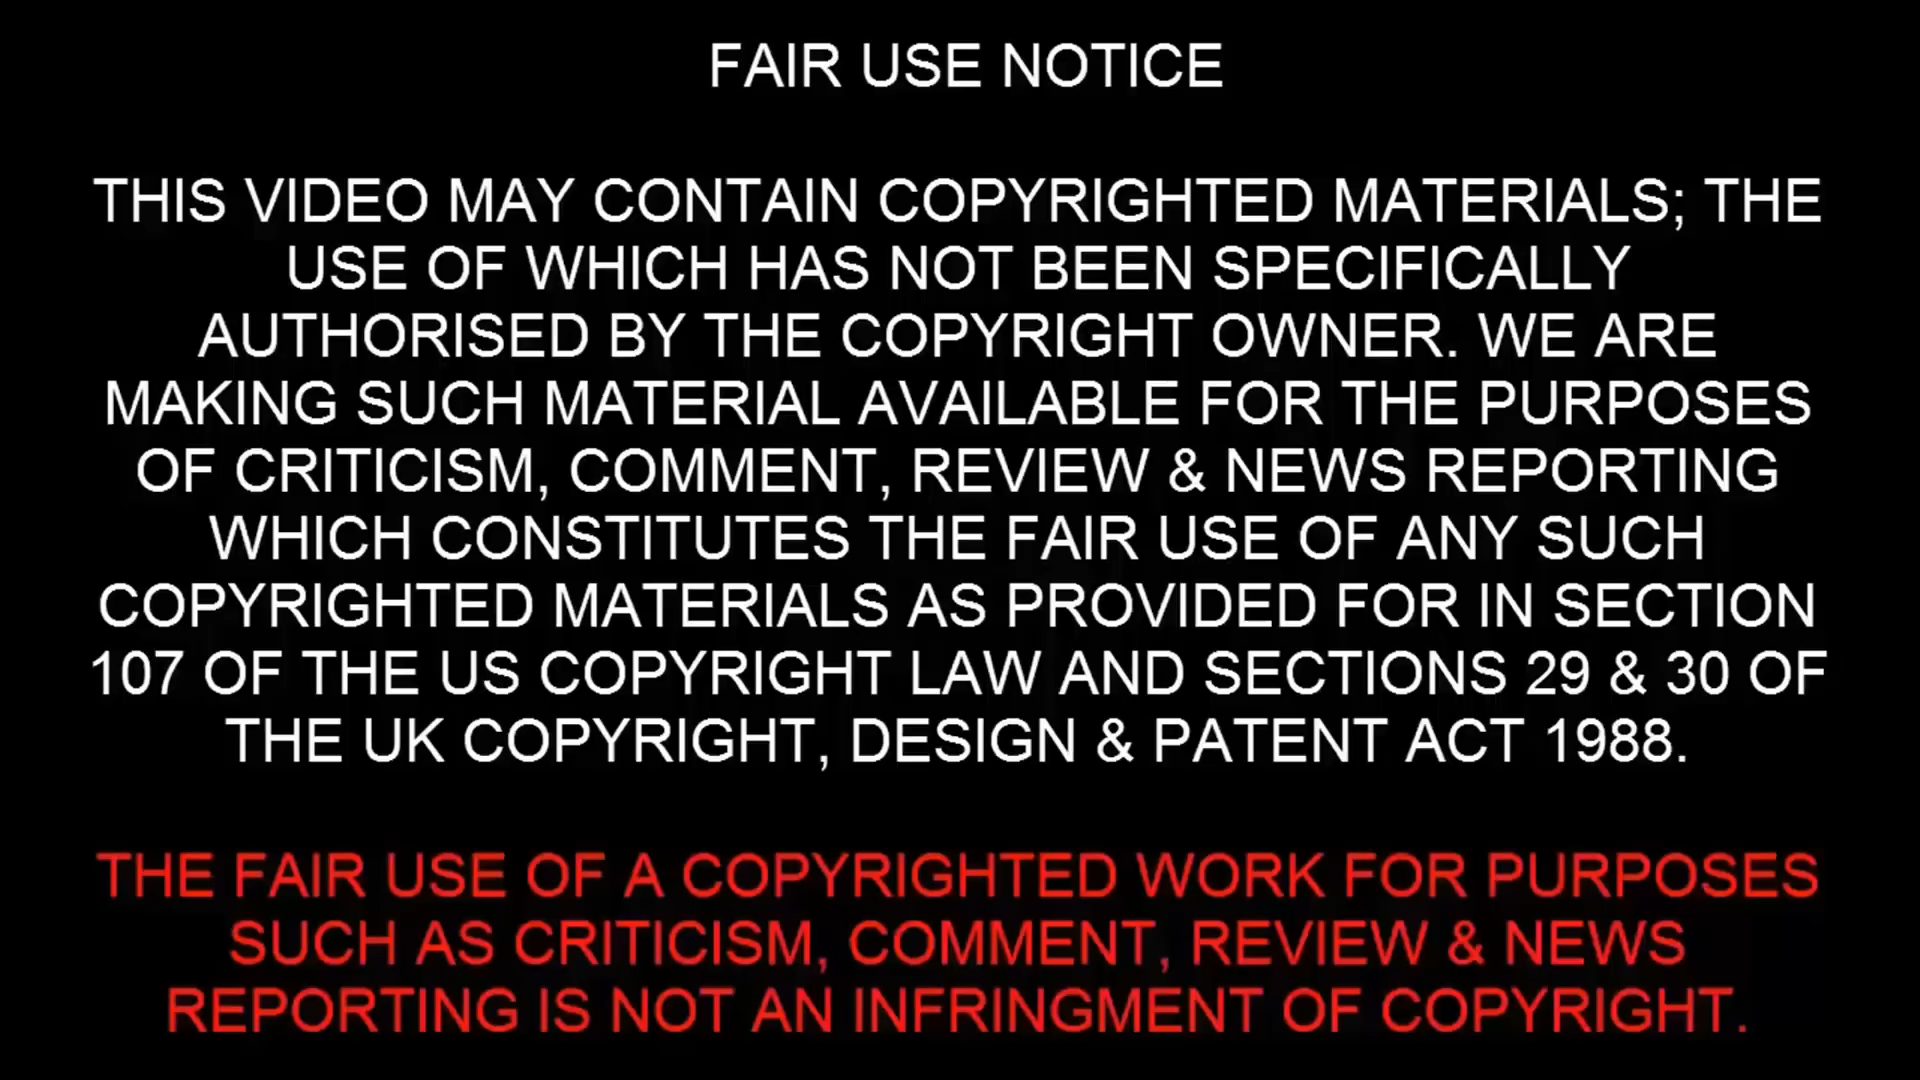 FAIR USE NOTICE
THIS VIDEO MAY CONTAIN COPYRIGHTED MATERIALS; THE
USE OF WHICH HAS NOT BEEN SPECIFICALLY
AUTHORISED BY THE COPYRIGHT OWNER. WE ARE
MAKING SUCH MATERIAL AVAILABLE FOR THE PURPOSES
OF CRITICISM, COMMENT, REVIEW & NEWS REPORTING
WHICH CONSTITUTES THE FAIR USE OF ANY SUCH
COPYRIGHTED MATERIALS AS PROVIDED FOR IN SECTION
107 OF THE US COPYRIGHT LAW AND SECTIONS 29 & 30 OF
THE UK COPYRIGHT, DESIGN & PATENT ACT 1988.
THE FAIR USE OF A COPYRIGHTED WORK FOR PURPOSES
SUCH AS CRITICISM, COMMENT, REVIEW & NEWS
REPORTING IS NOT AN INFRINGMENT OF COPYRIGHT.